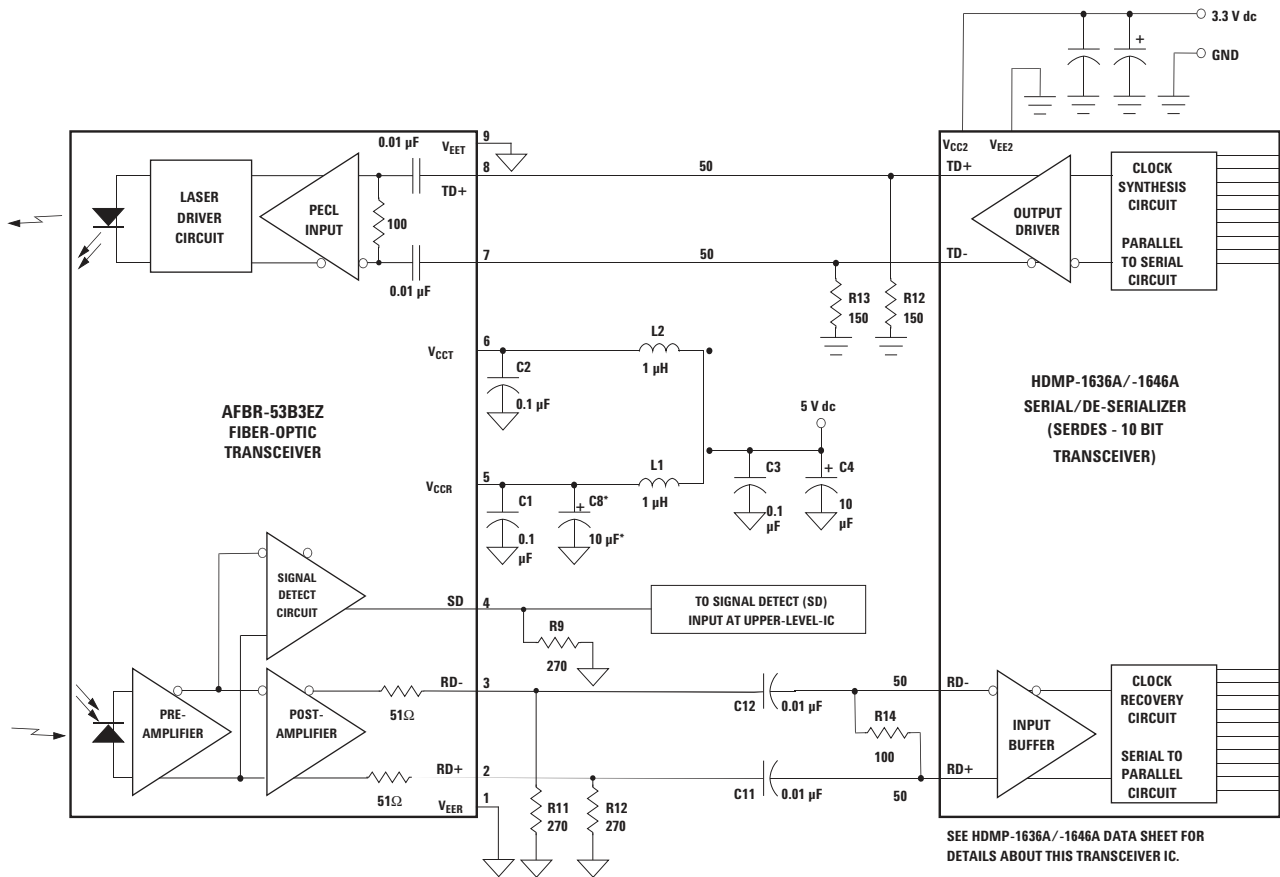 3.3 V dc
GND
VCC2
VEE2
0.01 µF
VEET
9
8
TD+
50
TD+
LASER
DRIVER
CIRCUIT
PECL
INPUT
100
OUTPUT
DRIVER
CLOCK
SYNTHESIS
CIRCUIT
PARALLEL
TO SERIAL
CIRCUIT
7
50
TD-
0.01 µF
R13
150
R12
150
6
VCCT
L2
1 µH
C2
0.1 µF
5 V dc
AFBR-53B3EZ
FIBER-OPTIC
TRANSCEIVER
HDMP-1636A/-1646A
SERIAL/DE-SERIALIZER
(SERDES - 10 BIT
TRANSCEIVER)
5
VCCR
L1
1 µH
C1
0.1
µF
+ C8*
10 µF*
C3
0.1
µF
+ C4
10
µF
SIGNAL
DETECT
CIRCUIT
SD
4
TO SIGNAL DETECT (SD)
INPUT AT UPPER-LEVEL-IC
R9
270
RD-
3
PRE-
AMPLIFIER
POST-
AMPLIFIER
51Ω
C12
0.01 µF
50
RD-
R14
100
INPUT
BUFFER
CLOCK
RECOVERY
CIRCUIT
SERIAL TO
PARALLEL
CIRCUIT
RD+
2
51Ω
VEER
1
R11
270
R12
270
C11
0.01 µF
50
RD+
SEE HDMP-1636A/-1646A DATA SHEET FOR
DETAILS ABOUT THIS TRANSCEIVER IC.
+